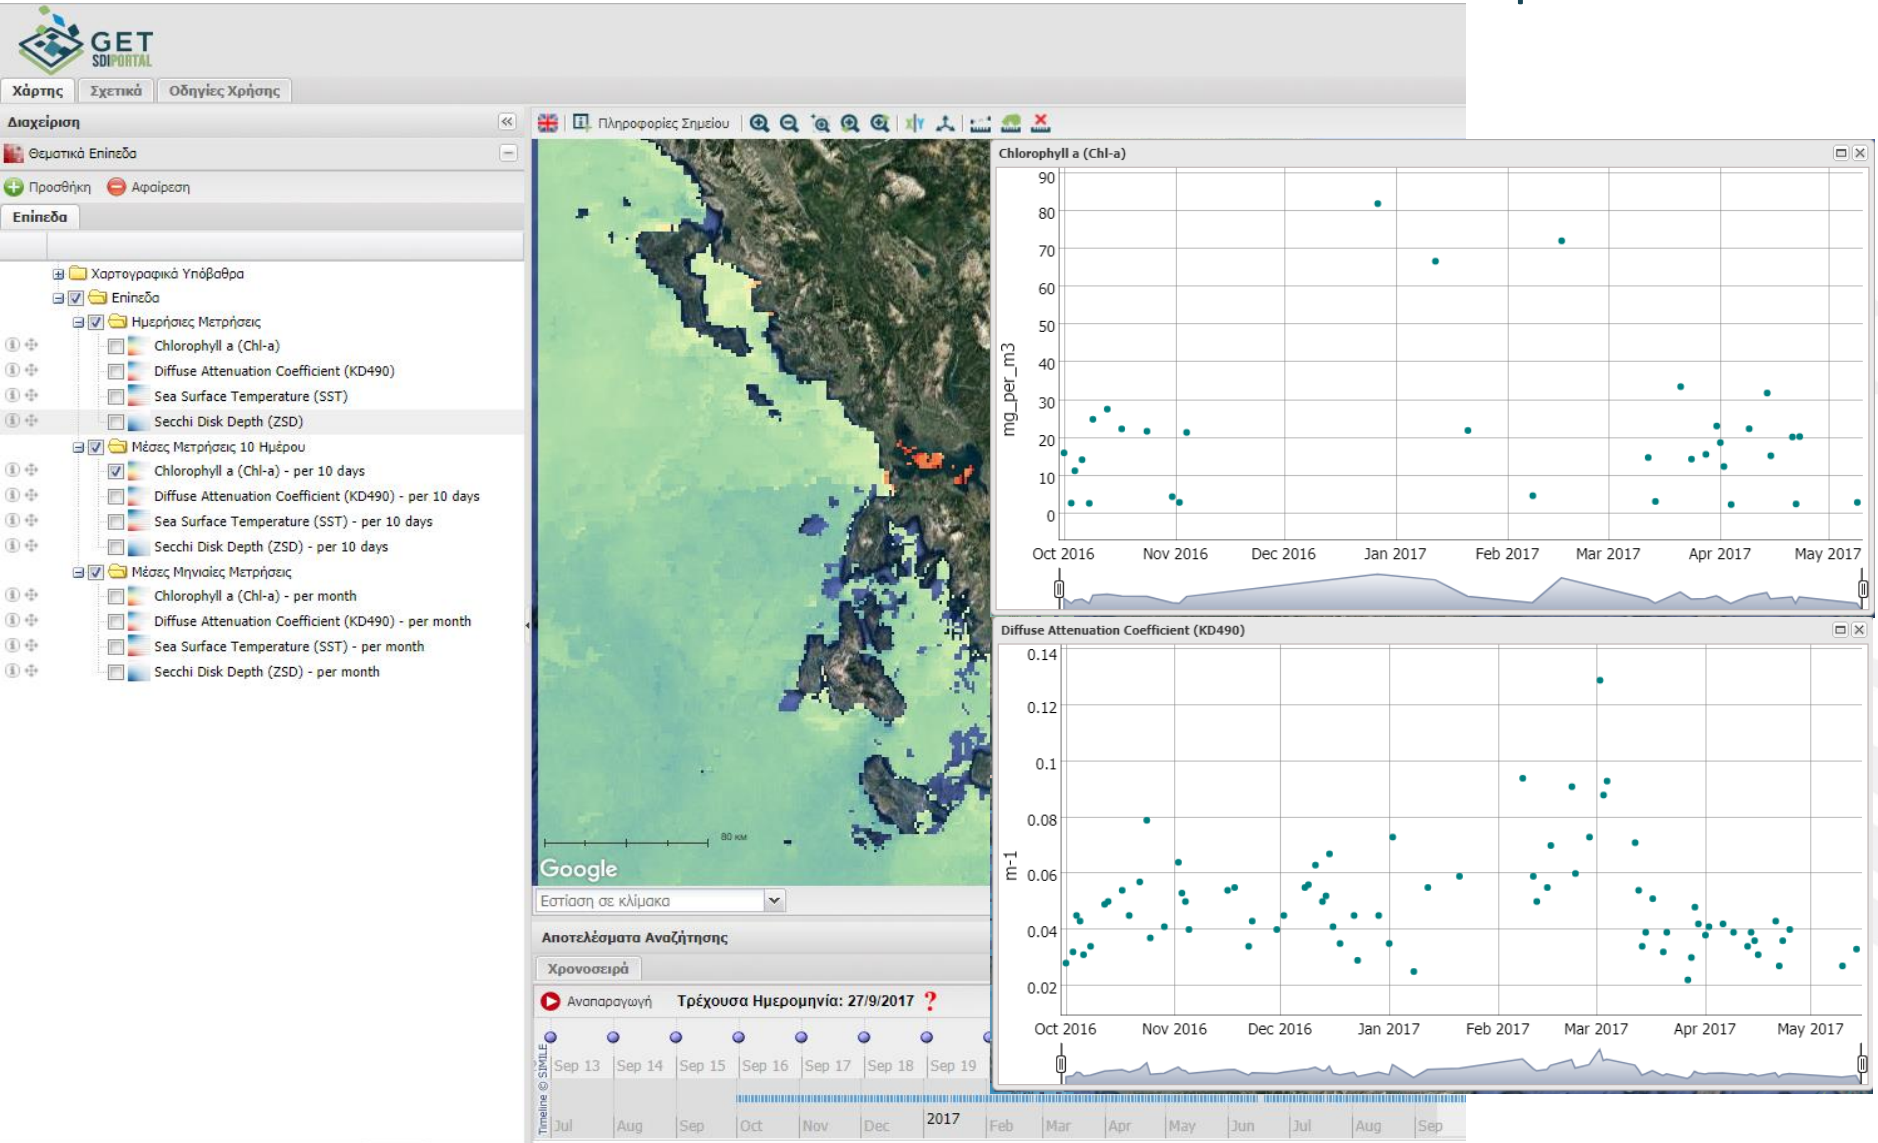 GET
SDIPORTAL
Χάρτης
Σχετικά
Οδηγίες Χρήσης
Διαχείριση
Θεματικά Επίπεδα
Προσθήκη
Αφαίρεση
Επίπεδα
Χαρτογραφικά Υπόβαθρα
Επίπεδα
Ημερήσιες Μετρήσεις
Chlorophyll a (Chl-a)
Diffuse Attenuation Coefficient (KD490)
Sea Surface Temperature (SST)
Secchi Disk Depth (ZSD)
Μέσες Μετρήσεις 10 Ημέρου
Chlorophyll a (Chl-a) - per 10 days
Diffuse Attenuation Coefficient (KD490) - per 10 days
Sea Surface Temperature (SST) - per 10 days
Secchi Disk Depth (ZSD) - per 10 days
Μέσες Μηνιαίες Μετρήσεις
Chlorophyll a (Chl-a) - per month
Diffuse Attenuation Coefficient (KD490) - per month
Sea Surface Temperature (SST) - per month
Secchi Disk Depth (ZSD) - per month
Πληροφορίες Σημείου
X Y
80 км
Google
Εστίαση σε κλίμακα
Αποτελέσματα Αναζήτησης
Χρονοσειρά
Αναπαραγωγή
Τρέχουσα Ημερομηνία: 27/9/2017 ?
Sep 13 Sep 14 Sep 15 Sep 16 Sep 17 Sep 18 Sep 19
Timeline © SIMILE
Jul Aug Sep Oct Nov Dec 2017 Feb Mar Apr May Jun Jul Aug Sep
Chlorophyll a (Chl-a)
90
80
70
60
50
40
30
20
10
0
mg_per_m3
Oct 2016 Nov 2016 Dec 2016 Jan 2017 Feb 2017 Mar 2017 Apr 2017 May 2017
Diffuse Attenuation Coefficient (KD490)
0.14
0.12
0.1
0.08
0.06
0.04
0.02
m-1
Oct 2016 Nov 2016 Dec 2016 Jan 2017 Feb 2017 Mar 2017 Apr 2017 May 2017